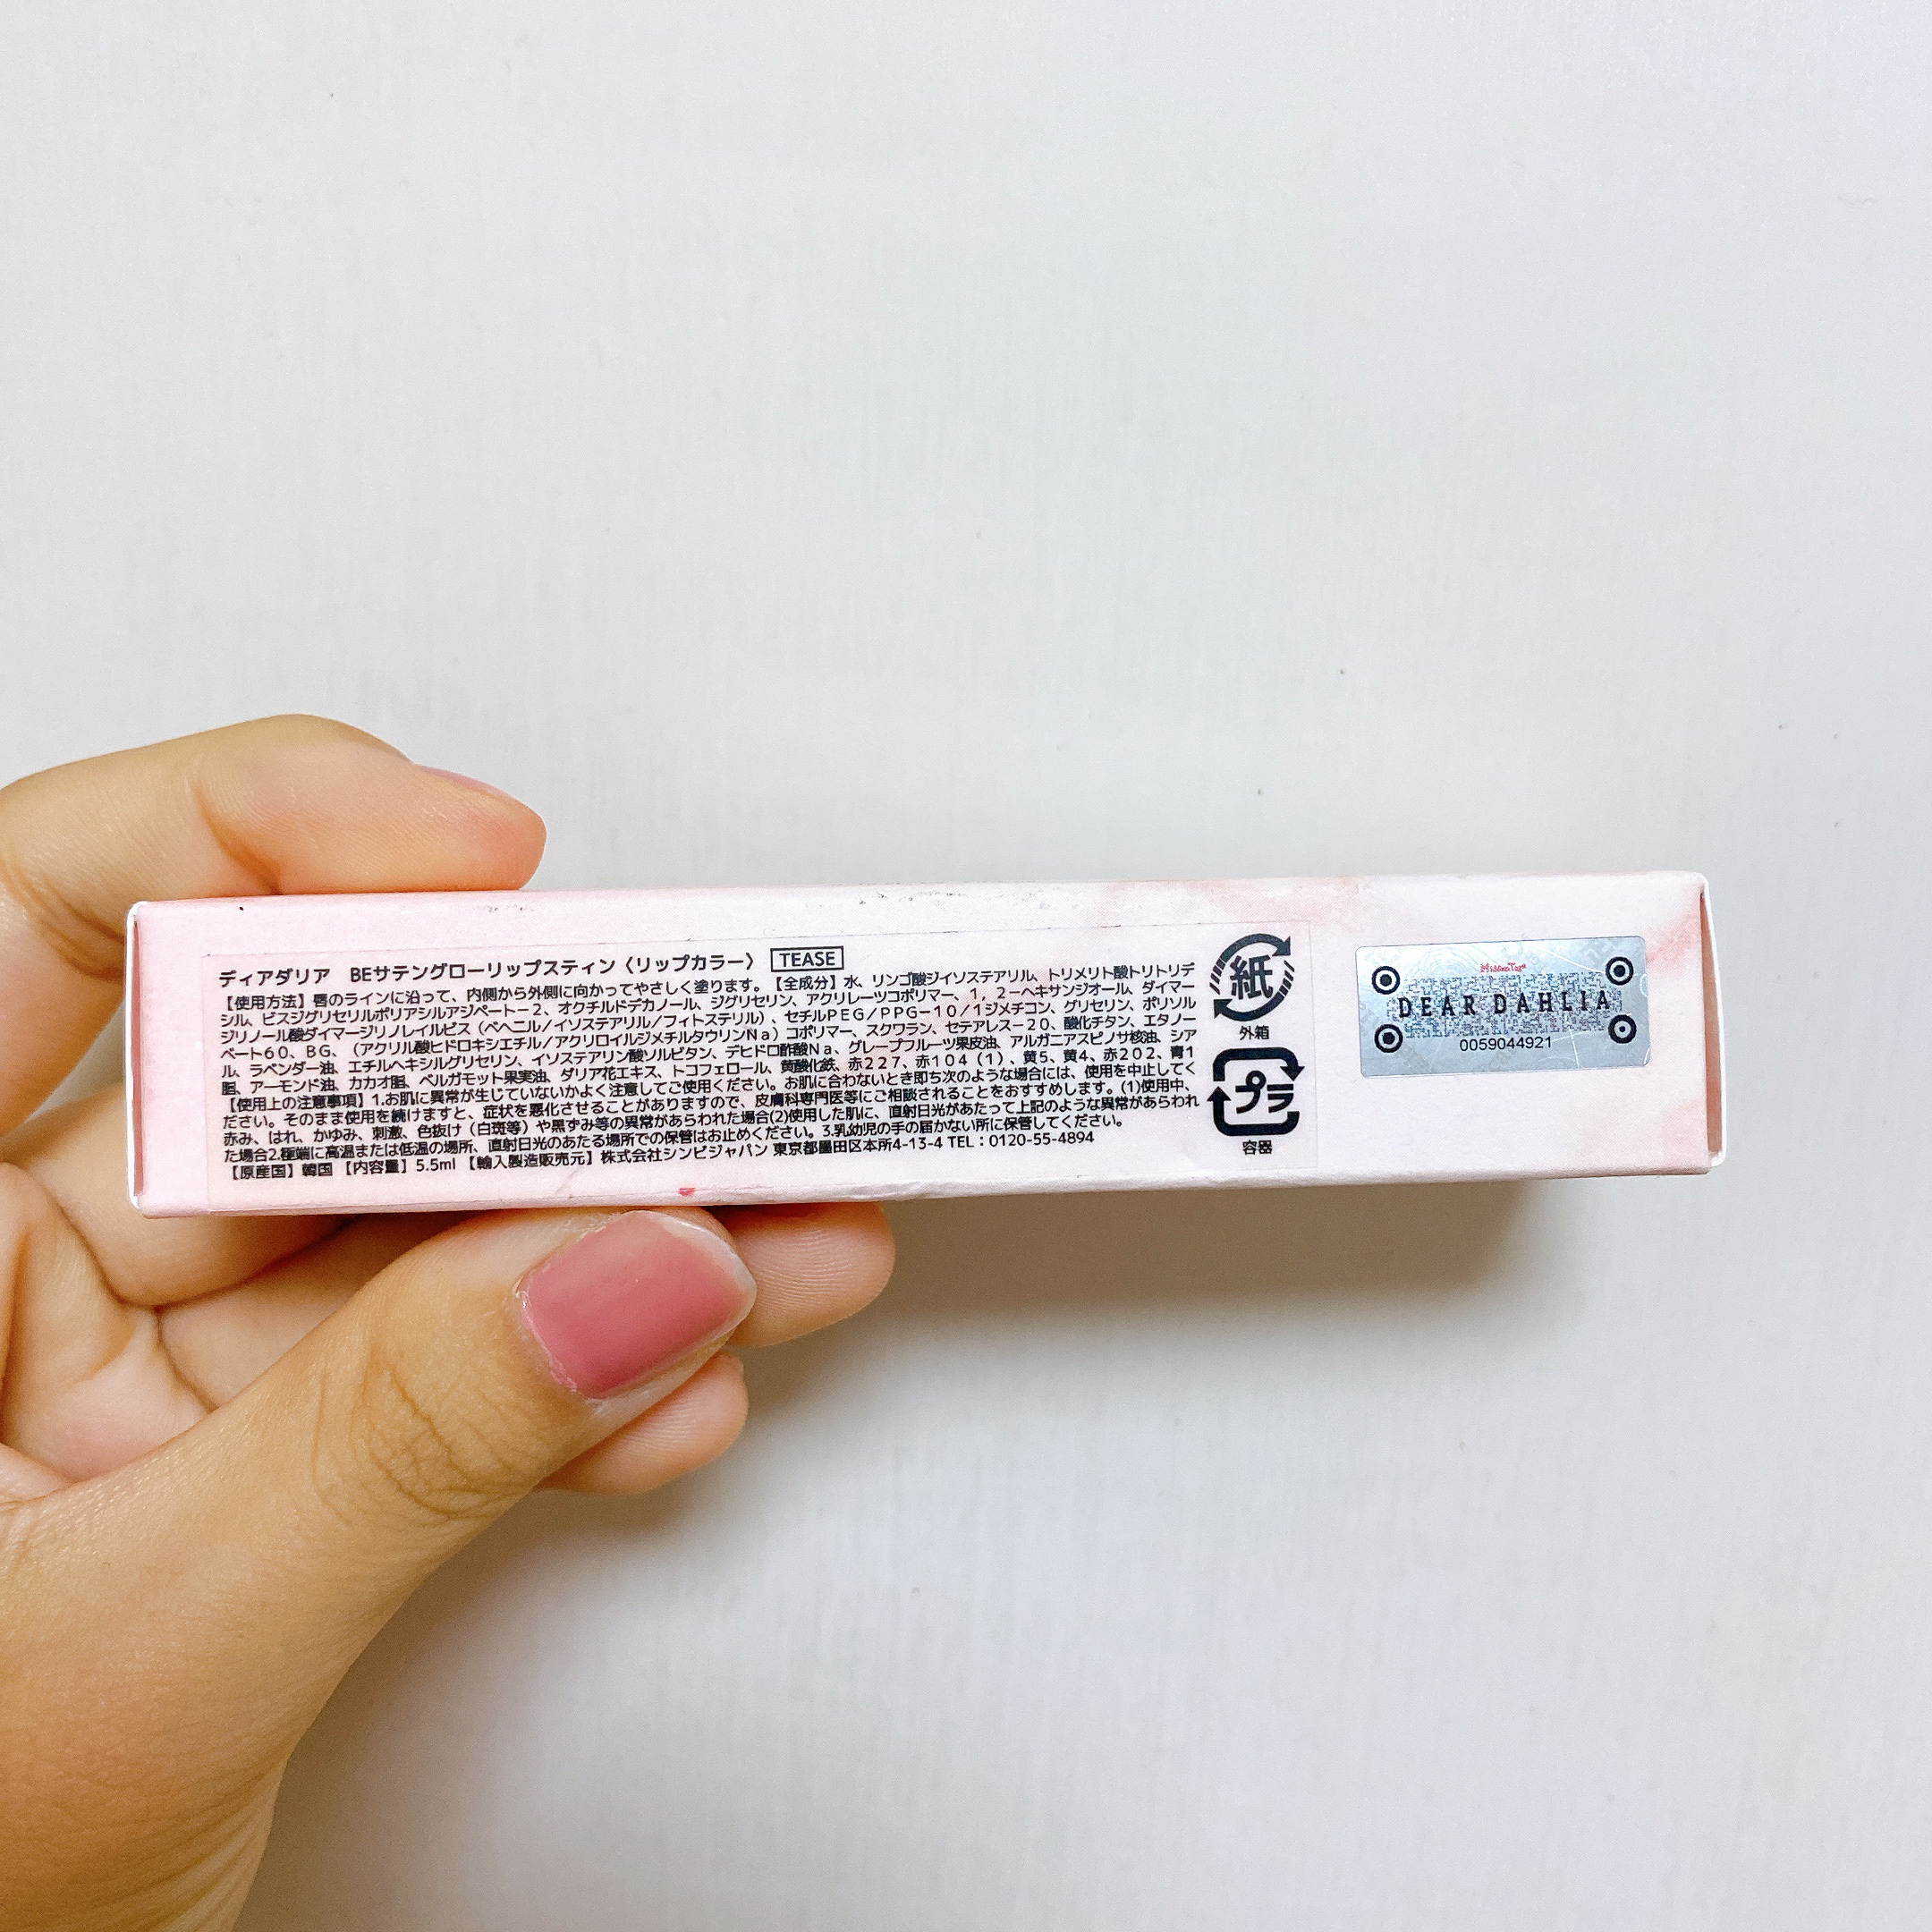 ディアダリア　BEサテングローリップスティン〈リップカラー〉 TEASE
【使用方法】唇のラインに沿って、内側から外側に向かってやさしく塗ります。【全成分】水、リンゴ酸ジイソステアリル、トリメリト酸トリトリデ
シル、ビスジグリセリルポリアシルアジペート－2、オクチルドデカノール、ジグリセリン、アクリレーツコポリマー、１，２－ヘキサンジオール、ダイマー
ジリノール酸ダイマージリノレイルビス（ベヘニル／イソステアリル／フィトステリル）、セチルＰＥＧ／ＰＰＧ－１０／１ジメチコン、グリセリン、ポリソル
ベート６０、ＢＧ、（アクリル酸ヒドロキシエチル／アクリロイルジメチルタウリンＮａ）コポリマー、スクワラン、セテアレス－20、酸化チタン、エタノー
ル、ラベンダー油、エチルヘキシルグリセリン、イソステアリン酸ソルビタン、デヒドロ酢酸Ｎａ、グレープフルーツ果皮油、アルガニアスピノサ核油、シア
脂、アーモンド油、カカオ脂、ベルガモット果実油、ダリア花エキス、トコフェロール、黄酸化鉄、赤２２７、赤１０４（１）、黄5、黄4、赤202、青1
【使用上の注意事項】1.お肌に異常が生じていないかよく注意してご使用ください。お肌に合わないとき即ち次のような場合には、使用を中止してく
ださい。そのまま使用を続けますと、症状を悪化させることがありますので、皮膚科専門医等にご相談されることをおすすめします。(1)使用中、
赤み、はれ、かゆみ、刺激、色抜け（白斑等）や黒ずみ等の異常があらわれた場合(2)使用した肌に、直射日光があたって上記のような異常があらわれ
た場合2.極端に高温または低温の場所、直射日光のあたる場所での保管はお止めください。3.乳幼児の手の届かない所に保管してください。
【原産国】韓国 【内容量】5.5ml 【輸入製造販売元】株式会社シンビジャパン 東京都墨田区本所4-13-4 TEL：0120-55-4894
紙
外箱
プラ
容器
HiddenTag
DEAR DAHLIA
0059044921